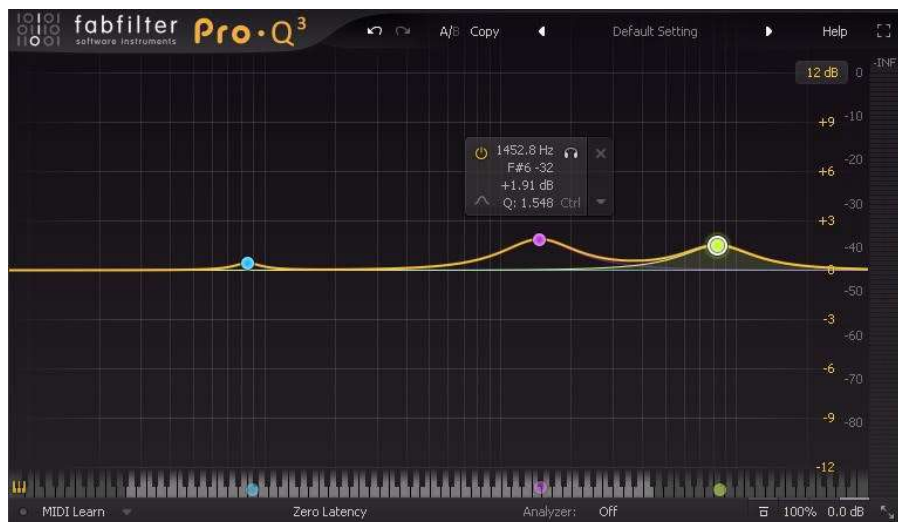 fabfilter
software instruments
Pro·Q³
A/B Copy
Default Setting
Help
12 dB
0
-INF
+9
-10
+6
-20
+3
-30
0
-40
-50
-3
-60
-6
-70
-9
-80
-12
1452.8 Hz
F#6 -32
+1.91 dB
Q: 1.548 Ctrl
MIDI Learn
Zero Latency
Analyzer: Off
100% 0.0 dB